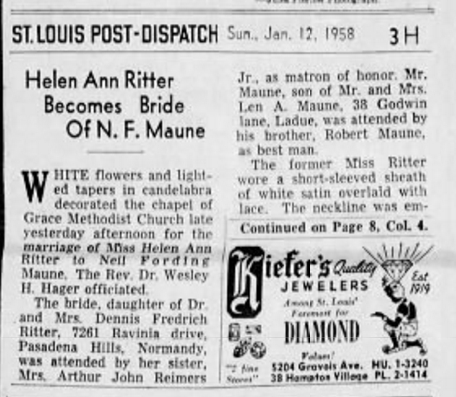 ST. LOUIS POST-DISPATCH Sun., Jan. 12, 1958 3H
Helen Ann Ritter
Becomes Bride
Of N. F. Maune
WHITE flowers and light-
ed tapers in candelabra
decorated the chapel of
Grace Methodist Church late
yesterday afternoon for the
marriage of Miss Helen Ann
Ritter to Neil Fording
Maune. The Rev. Dr. Wesley
H. Hager officiated.
The bride, daughter of Dr.
and Mrs. Dennis Fredrich
Ritter, 7261 Ravinia drive,
Pasadena Hills, Normandy,
was attended by her sister,
Mrs. Arthur John Reimers
Jr., as matron of honor. Mr.
Maune, son of Mr. and Mrs.
Len A. Maune, 38 Godwin
lane, Ladue, was attended by
his brother, Robert Maune,
as best man.
The former Miss Ritter
wore a short-sleeved sheath
of white satin overlaid with
lace. The neckline was em-
Continued on Page 8, Col. 4.
Kiefer's Quality
JEWELERS
Est
1919
Among St. Louis'
Foremost for
DIAMOND
Values!
"2 fine
Stores"
5204 Gravois Ave. HU. 1-3240
38 Hampton Village PL. 2-1414